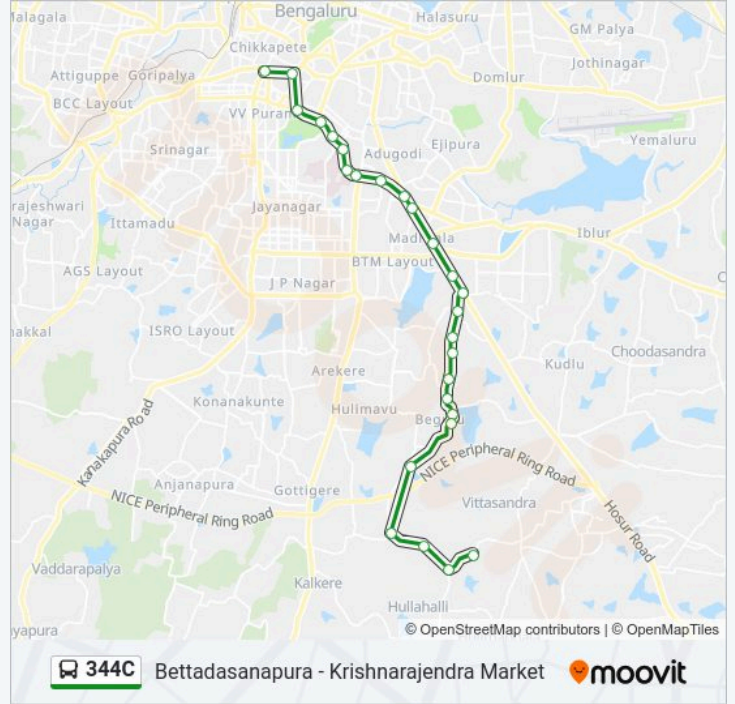 Malagala
Bengaluru
Halasuru
GM Palya
Chikkapete
Jothinagar
Attiguppe
Goripalya
Domlur
BCC Layout
VV Puram
Yemaluru
Srinagar
Adugodi
Ejipura
rajeshwari
Nagar
Jayanagar
Ittamadu
Iblur
BTM Layout
AGS Layout
J P Nagar
akkal
ISRO Layout
Choodasandra
Kudlu
Arekere
Konanakunte
Hulimavu
Kanakapura Road
NICE Peripheral Ring Road
Anjanapura
Gottigere
NICE Peripheral Ring Road
Vittasandra
Hosur Road
Vaddarapalya
Kalkere
Hullahalli
yapura
© OpenStreetMap contributors | © OpenMapTiles
344C Bettadasanapura - Krishnarajendra Market moovit